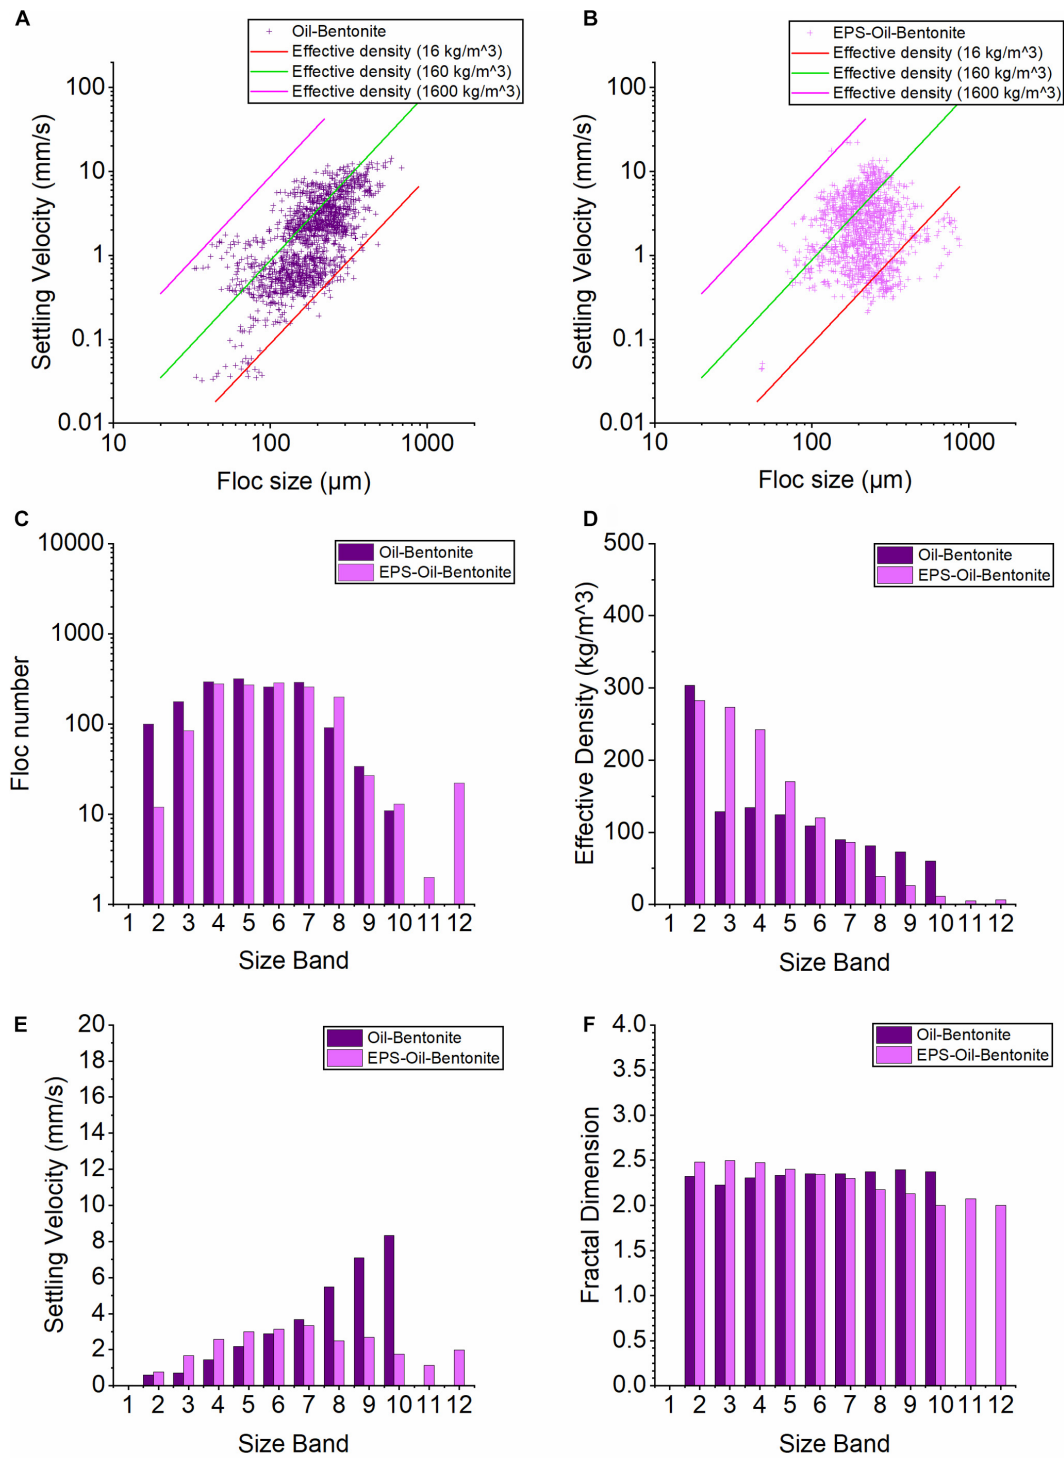 A
Oil-Bentonite
Effective density (16 kg/m^3)
Effective density (160 kg/m^3)
Effective density (1600 kg/m^3)
100
10
1
0.1
0.01
10
100
1000
Settling Velocity (mm/s)
Floc size (µm)
B
EPS-Oil-Bentonite
Effective density (16 kg/m^3)
Effective density (160 kg/m^3)
Effective density (1600 kg/m^3)
100
10
1
0.1
0.01
10
100
1000
Settling Velocity (mm/s)
Floc size (µm)
C
Oil-Bentonite
EPS-Oil-Bentonite
10000
1000
100
10
1
1 2 3 4 5 6 7 8 9 10 11 12
Floc number
Size Band
D
Oil-Bentonite
EPS-Oil-Bentonite
500
400
300
200
100
0
1 2 3 4 5 6 7 8 9 10 11 12
Effective Density (kg/m^3)
Size Band
E
Oil-Bentonite
EPS-Oil-Bentonite
20
18
16
14
12
10
8
6
4
2
0
1 2 3 4 5 6 7 8 9 10 11 12
Settling Velocity (mm/s)
Size Band
F
Oil-Bentonite
EPS-Oil-Bentonite
4.0
3.5
3.0
2.5
2.0
1.5
1.0
0.5
0.0
1 2 3 4 5 6 7 8 9 10 11 12
Fractal Dimension
Size Band